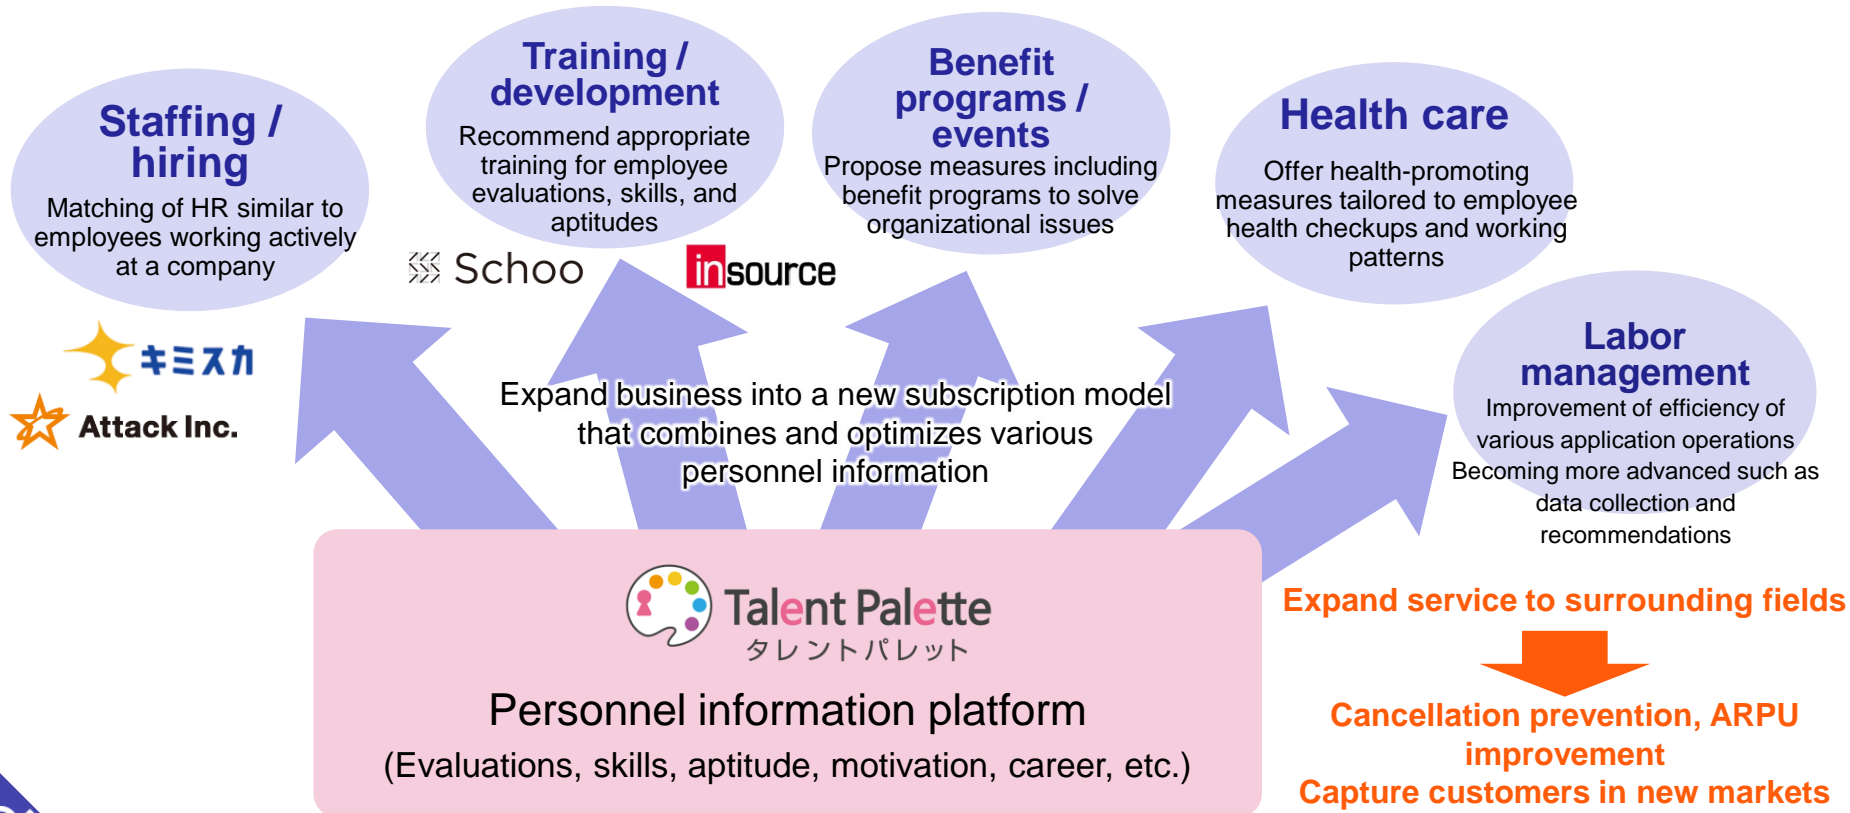 Staffing /
hiring
Matching of HR similar to
employees working actively
at a company
キミスカ
Attack Inc.
Training /
development
Recommend appropriate
training for employee
evaluations, skills, and
aptitudes
Schoo
insource
Benefit
programs /
events
Propose measures including
benefit programs to solve
organizational issues
Health care
Offer health-promoting
measures tailored to employee
health checkups and working
patterns
Labor
management
Improvement of efficiency of
various application operations
Becoming more advanced such as
data collection and
recommendations
Expand business into a new subscription model
that combines and optimizes various
personnel information
Talent Palette
タレントパレット
Personnel information platform
(Evaluations, skills, aptitude, motivation, career, etc.)
Expand service to surrounding fields
Cancellation prevention, ARPU
improvement
Capture customers in new markets